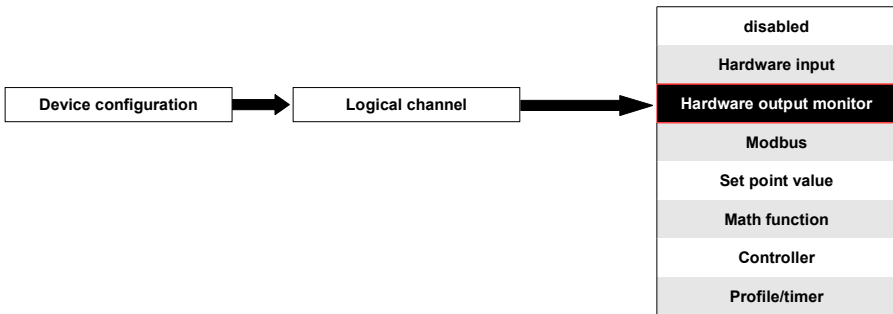 disabled
Hardware input
Device configuration
Logical channel
Hardware output monitor
Modbus
Set point value
Math function
Controller
Profile/timer